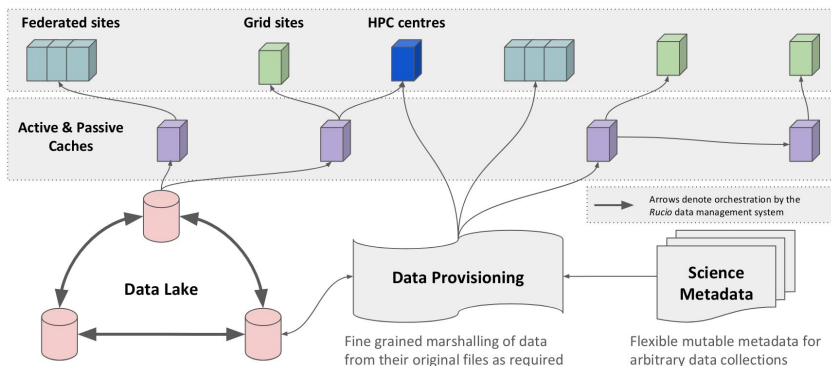 Federated sites
Grid sites
HPC centres
Active & Passive
Caches
Arrows denote orchestration by the
Rucio data management system
Data Lake
Data Provisioning
Science
Metadata
Fine grained marshalling of data
from their original files as required
Flexible mutable metadata for
arbitrary data collections